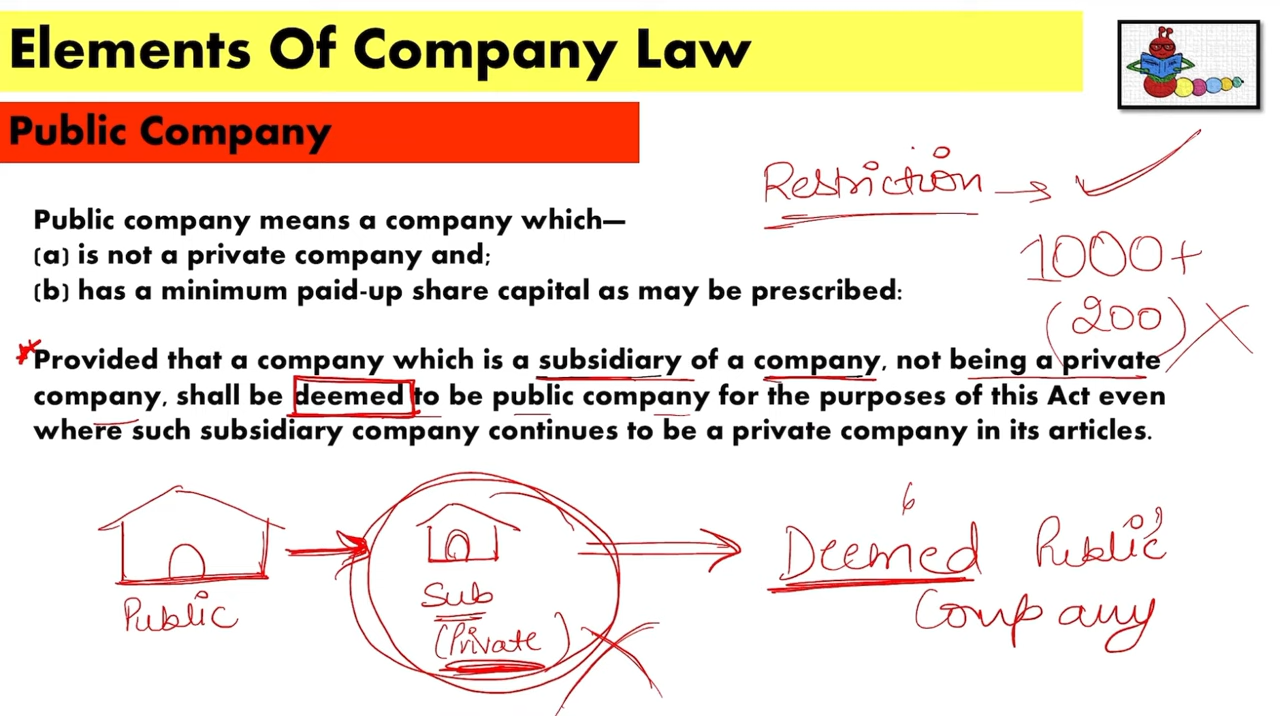 Elements Of Company Law
Public Company
Restriction → ✓
1000+
(200) X
Public company means a company which—
(a) is not a private company and;
(b) has a minimum paid-up share capital as may be prescribed:
*Provided that a company which is a subsidiary of a company, not being a private
company, shall be deemed to be public company for the purposes of this Act even
where such subsidiary company continues to be a private company in its articles.
Public
Sub
(Private)
Deemed Public
Company